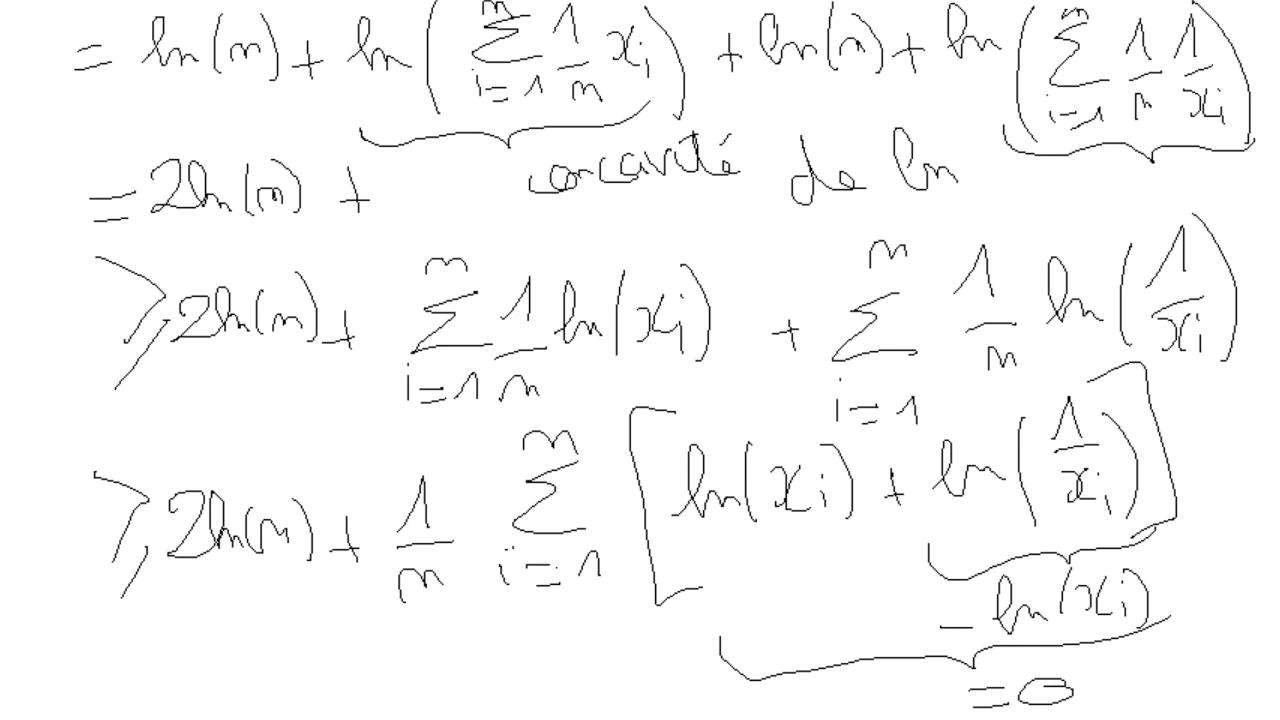 = ln(n) + ln(∑_{i=1}^{n} 1/n x_i) + ln(n) + ln(∑_{i=1}^{n} 1/n 1/x_i)
= 2ln(n) + concavité de ln
≥ 2ln(n) + ∑_{i=1}^{n} 1/n ln(x_i) + ∑_{i=1}^{n} 1/n ln(1/x_i)
≥ 2ln(n) + 1/n ∑_{i=1}^{n} [ln(x_i) + ln(1/x_i)]
- ln(x_i)
= 0